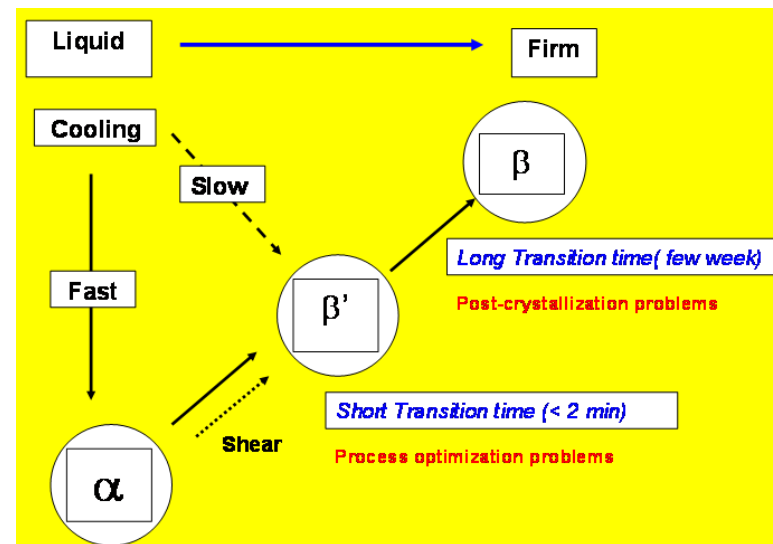 Liquid
Firm
Cooling
Slow
β
Fast
Long Transition time( few week)
Post-crystallization problems
β’
Short Transition time (< 2 min)
Shear
Process optimization problems
α